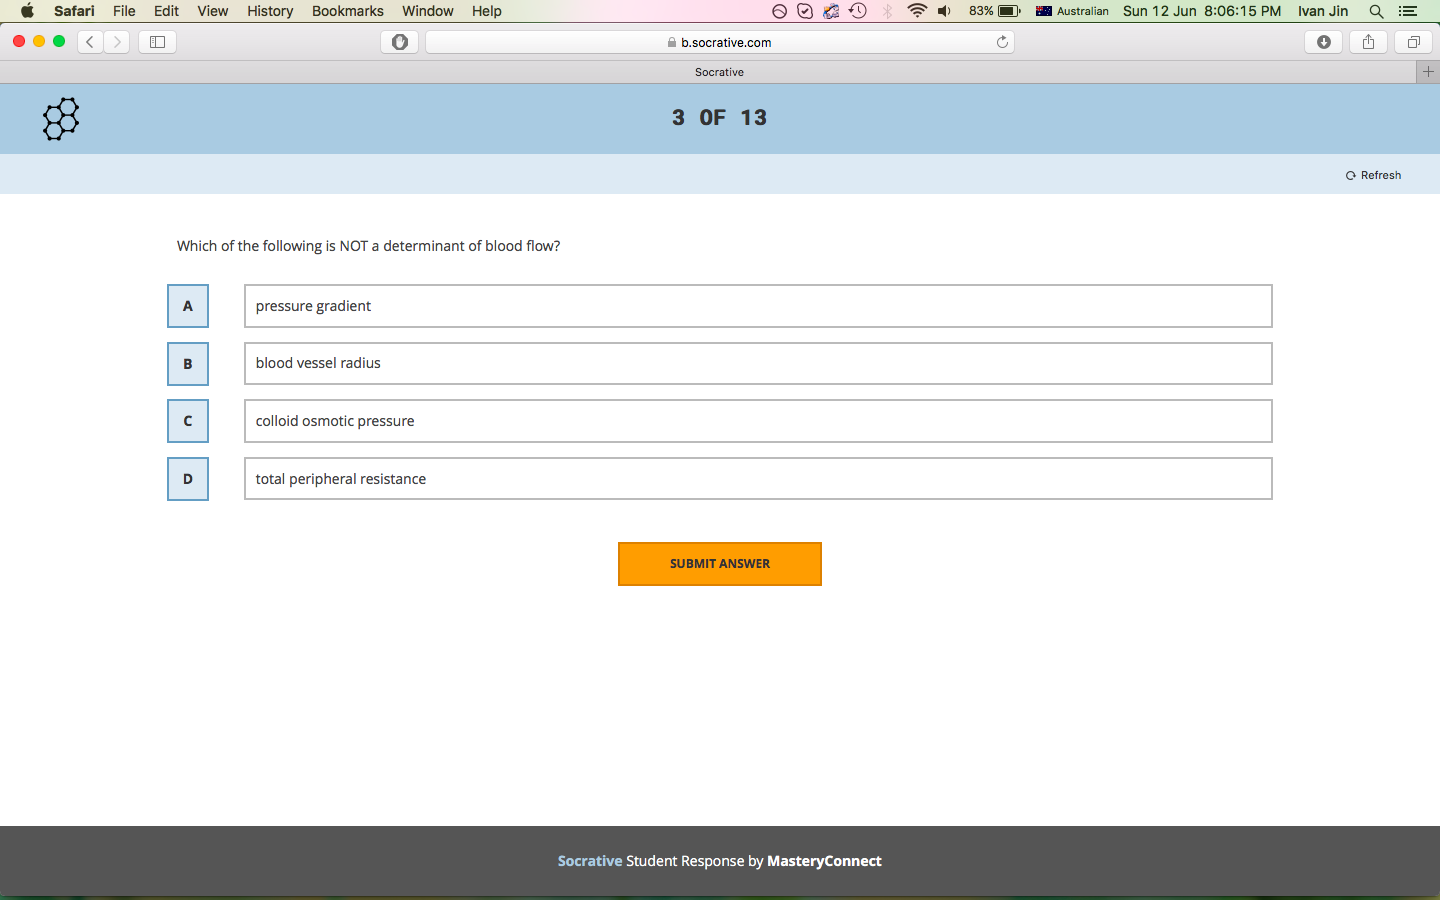 Safari File Edit View History Bookmarks Window Help 83% Australian Sun 12 Jun 8:06:15 PM Ivan Jin
b.socrative.com
Socrative
3 OF 13
Refresh
Which of the following is NOT a determinant of blood flow?
A pressure gradient
B blood vessel radius
C colloid osmotic pressure
D total peripheral resistance
SUBMIT ANSWER
Socrative Student Response by MasteryConnect